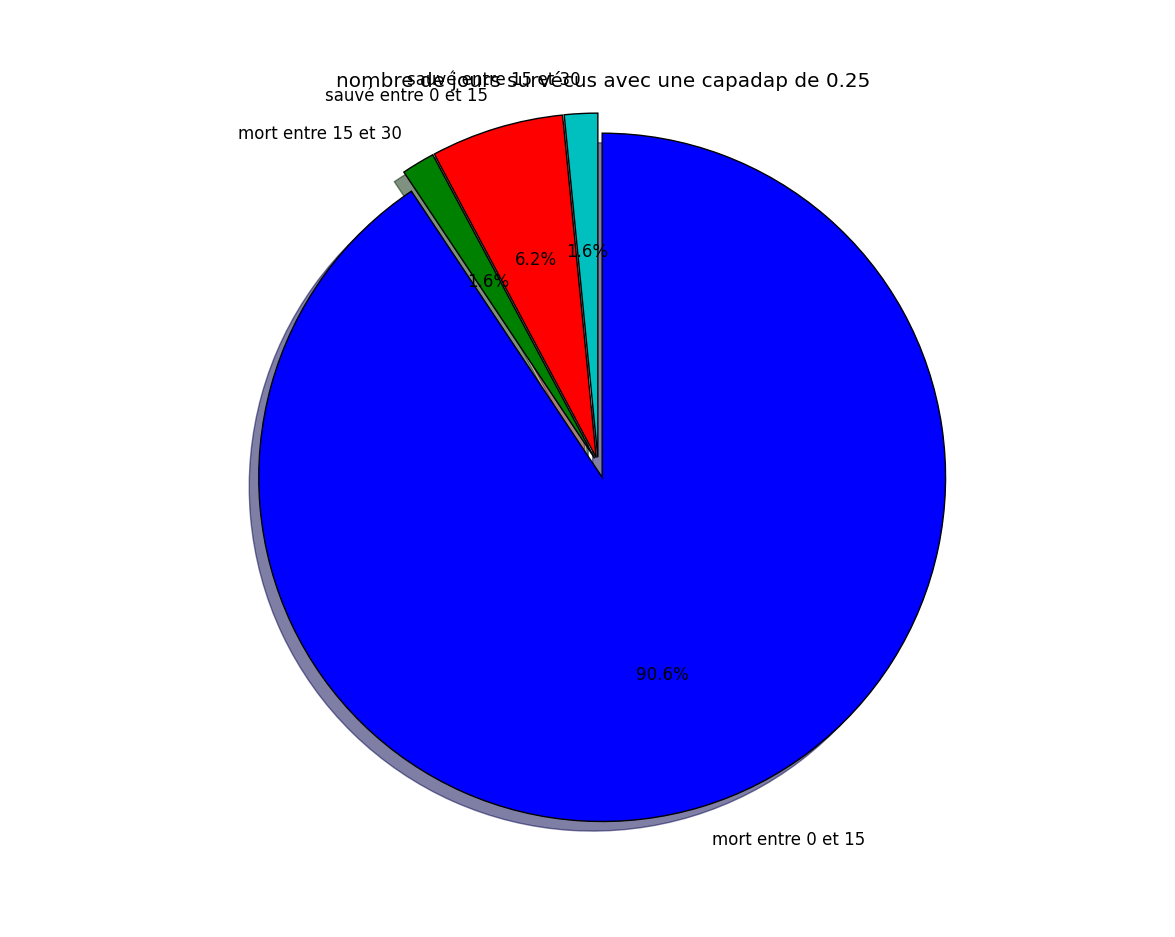 sauvé entre 15 et 30
nombre de jours survécus avec une capadap de 0.25
sauvé entre 0 et 15
mort entre 15 et 30
1.6%
6.2%
1.6%
90.6%
mort entre 0 et 15